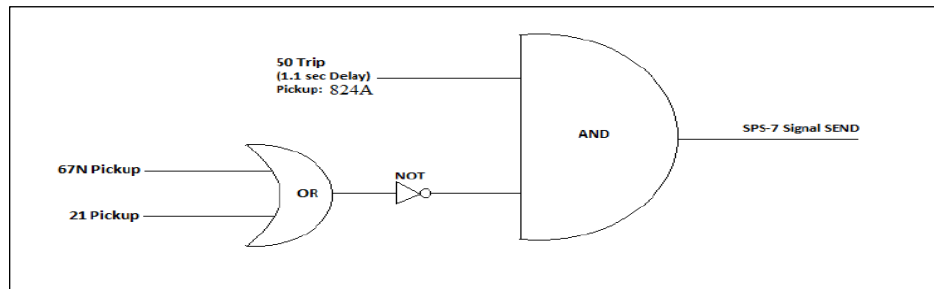 50 Trip
(1.1 sec Delay)
Pickup: 824A
AND
SPS-7 Signal SEND
67N Pickup
NOT
OR
21 Pickup